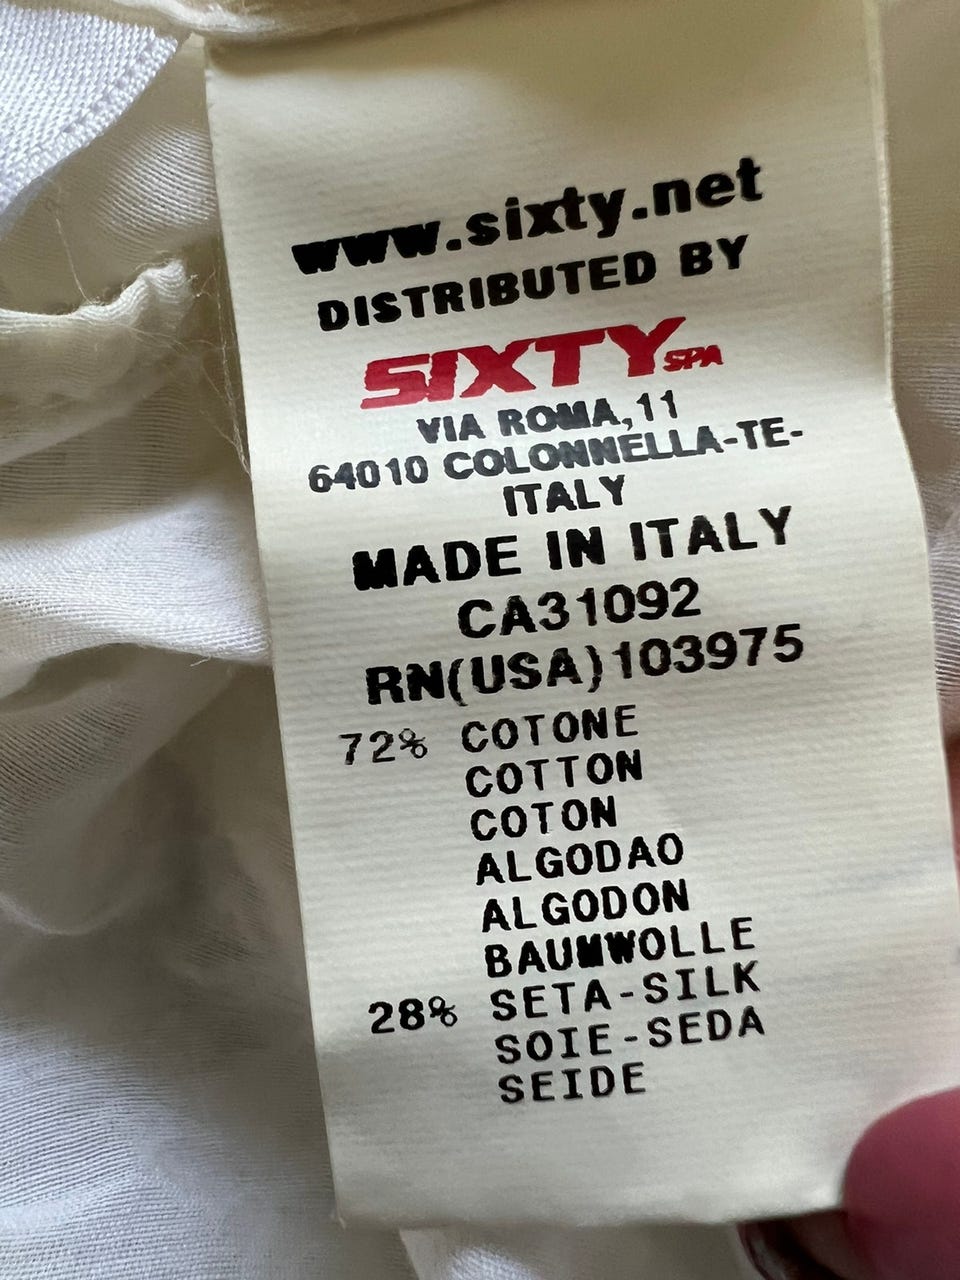 www.sixty.net
DISTRIBUTED BY
SIXTY SPA
VIA ROMA,11
64010 COLONNELLA-TE-
ITALY
MADE IN ITALY
CA31092
RN(USA)103975
72% COTONE
COTTON
COTON
ALGODAO
ALGODON
BAUMWOLLE
28% SETA-SILK
SOIE-SEDA
SEIDE